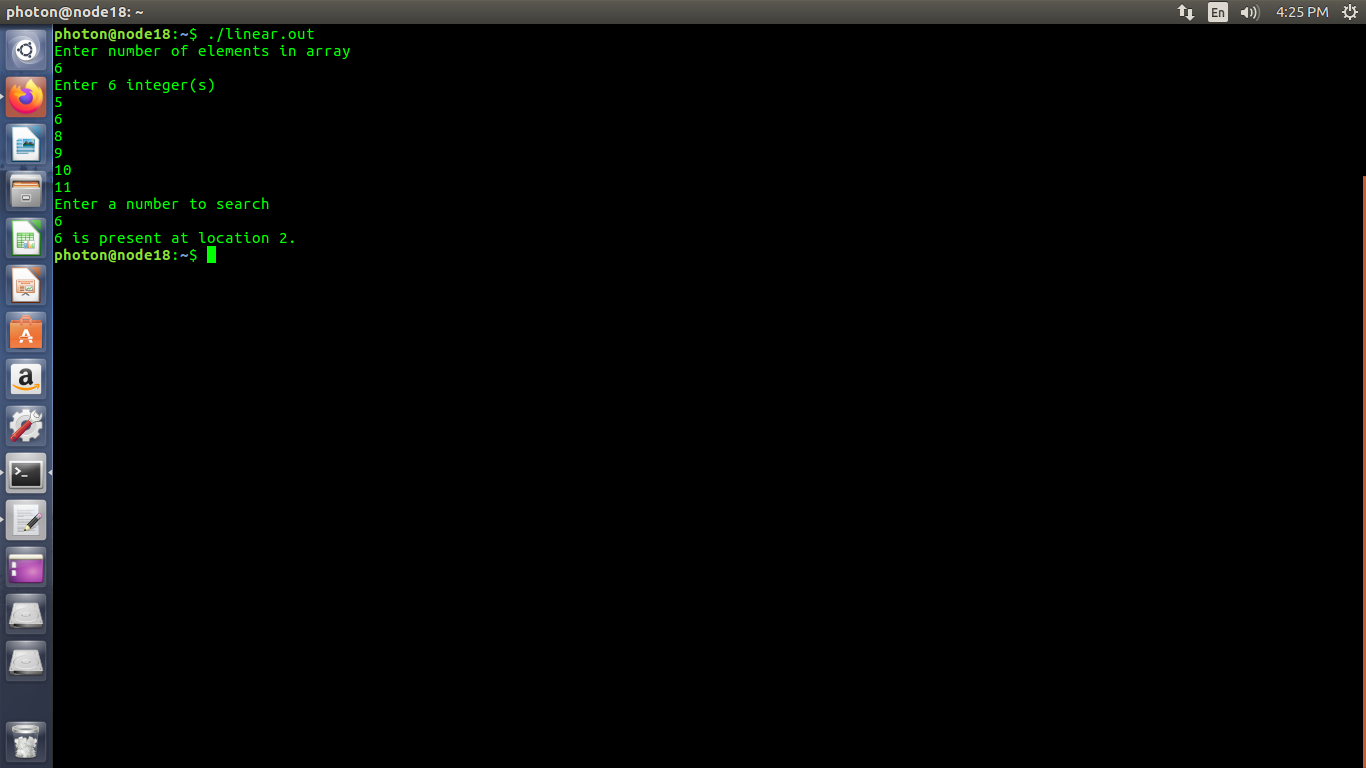 photon@node18: ~
En
4:25 PM
photon@node18:~$ ./linear.out
Enter number of elements in array
6
Enter 6 integer(s)
5
6
8
9
10
11
Enter a number to search
6
6 is present at location 2.
photon@node18:~$